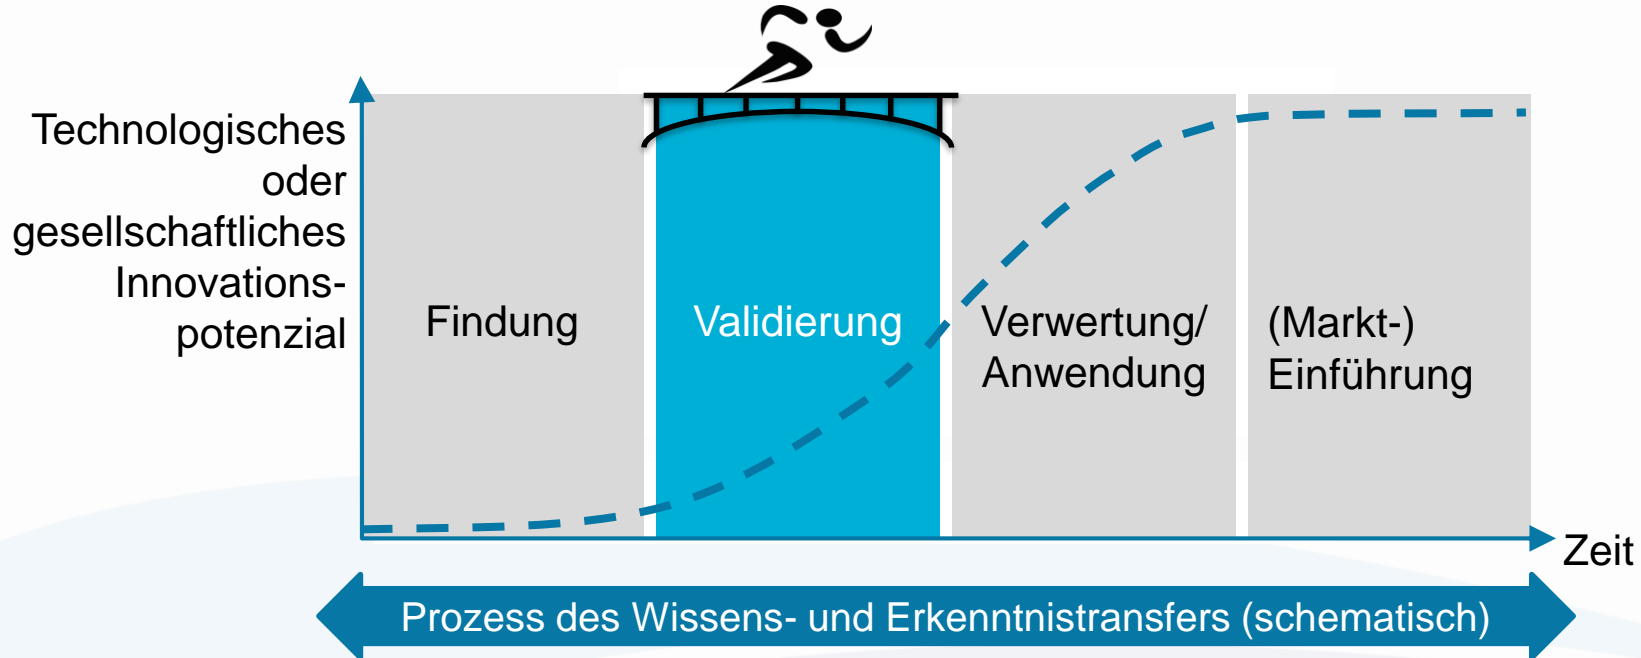 Technologisches
oder
gesellschaftliches
Innovations-
potenzial
Findung
Validierung
Verwertung/
Anwendung
(Markt-)
Einführung
Zeit
Prozess des Wissens- und Erkenntnistransfers (schematisch)